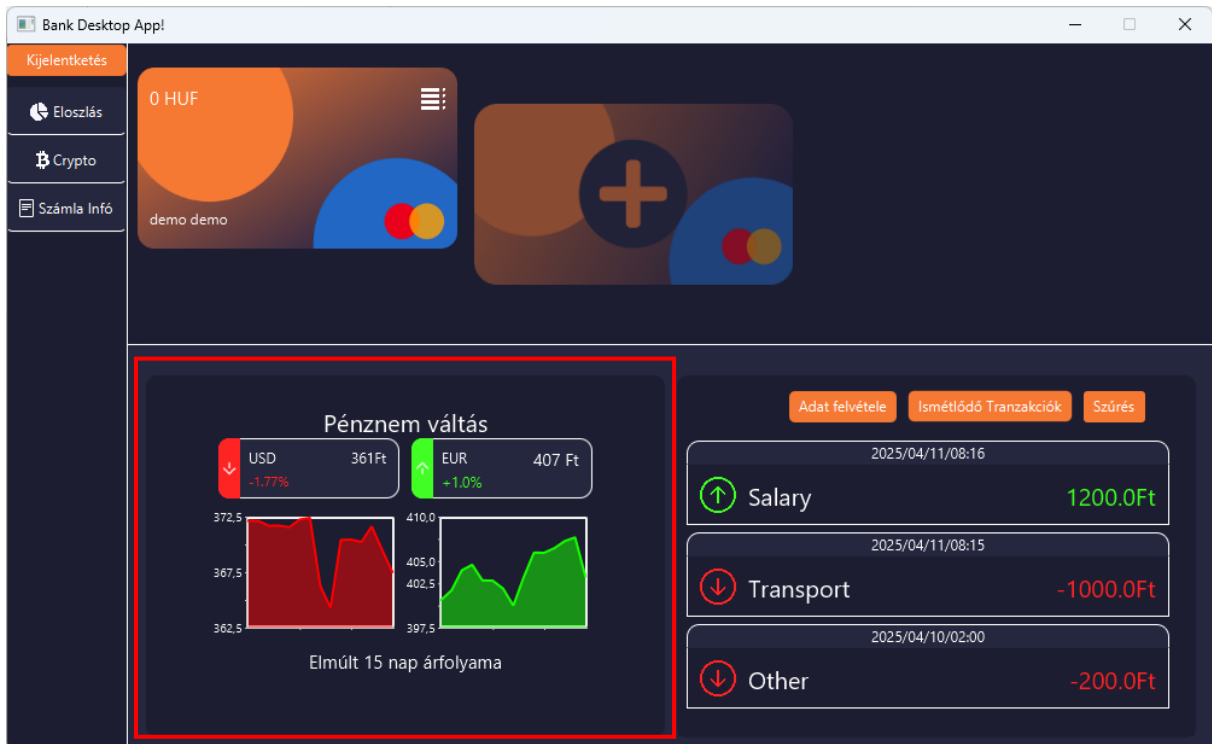 Bank Desktop App!
Kijelentketés
Eloszlás
Crypto
Számla Infó
0 HUF
demo demo
Pénznem váltás
USD 361Ft
-1.77%
EUR 407 Ft
+1.0%
372,5
367,5
362,5
410,0
405,0
402,5
397,5
Elmúlt 15 nap árfolyama
Adat felvétele Ismétlődő Tranzakciók Szűrés
2025/04/11/08:16
Salary 1200.0Ft
2025/04/11/08:15
Transport -1000.0Ft
2025/04/10/02:00
Other -200.0Ft